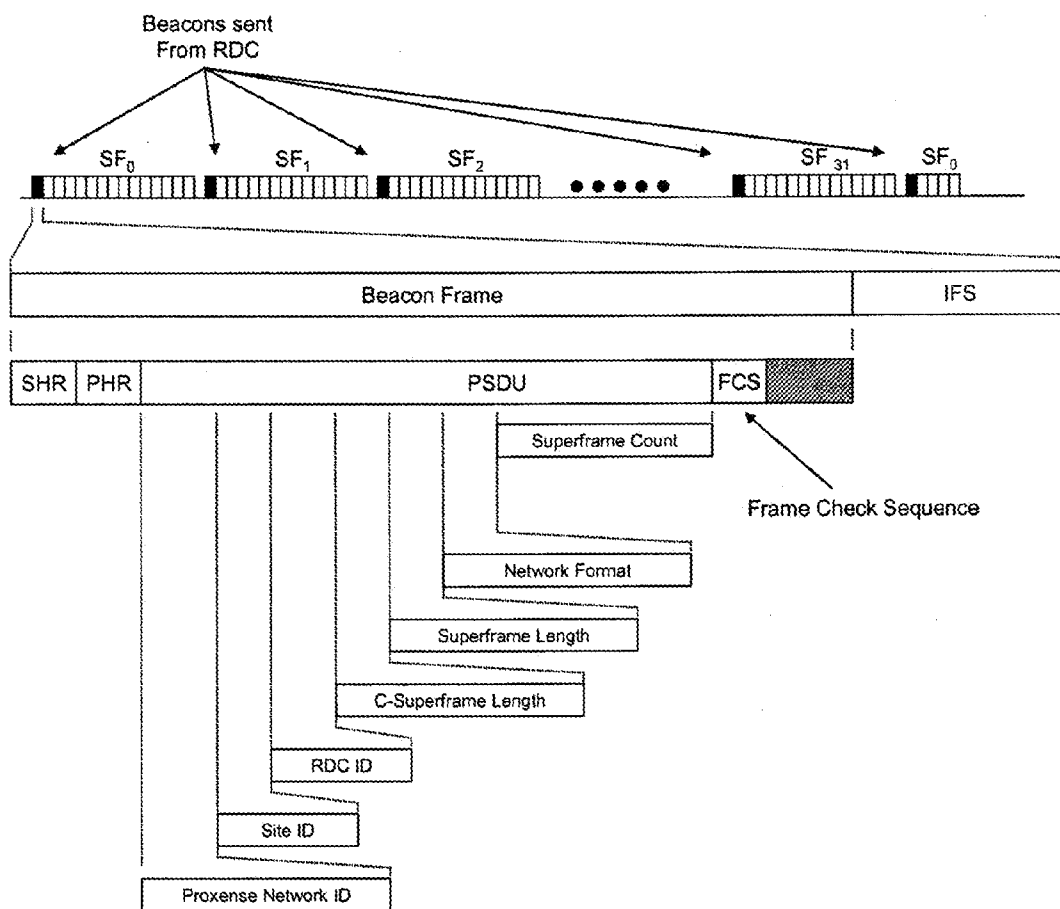 Beacons sent
From RDC
SF₀ SF₁ SF₂ SF₃₁ SF₀
Beacon Frame IFS
SHR PHR PSDU FCS
Superframe Count
Frame Check Sequence
Network Format
Superframe Length
C-Superframe Length
RDC ID
Site ID
Proxense Network ID